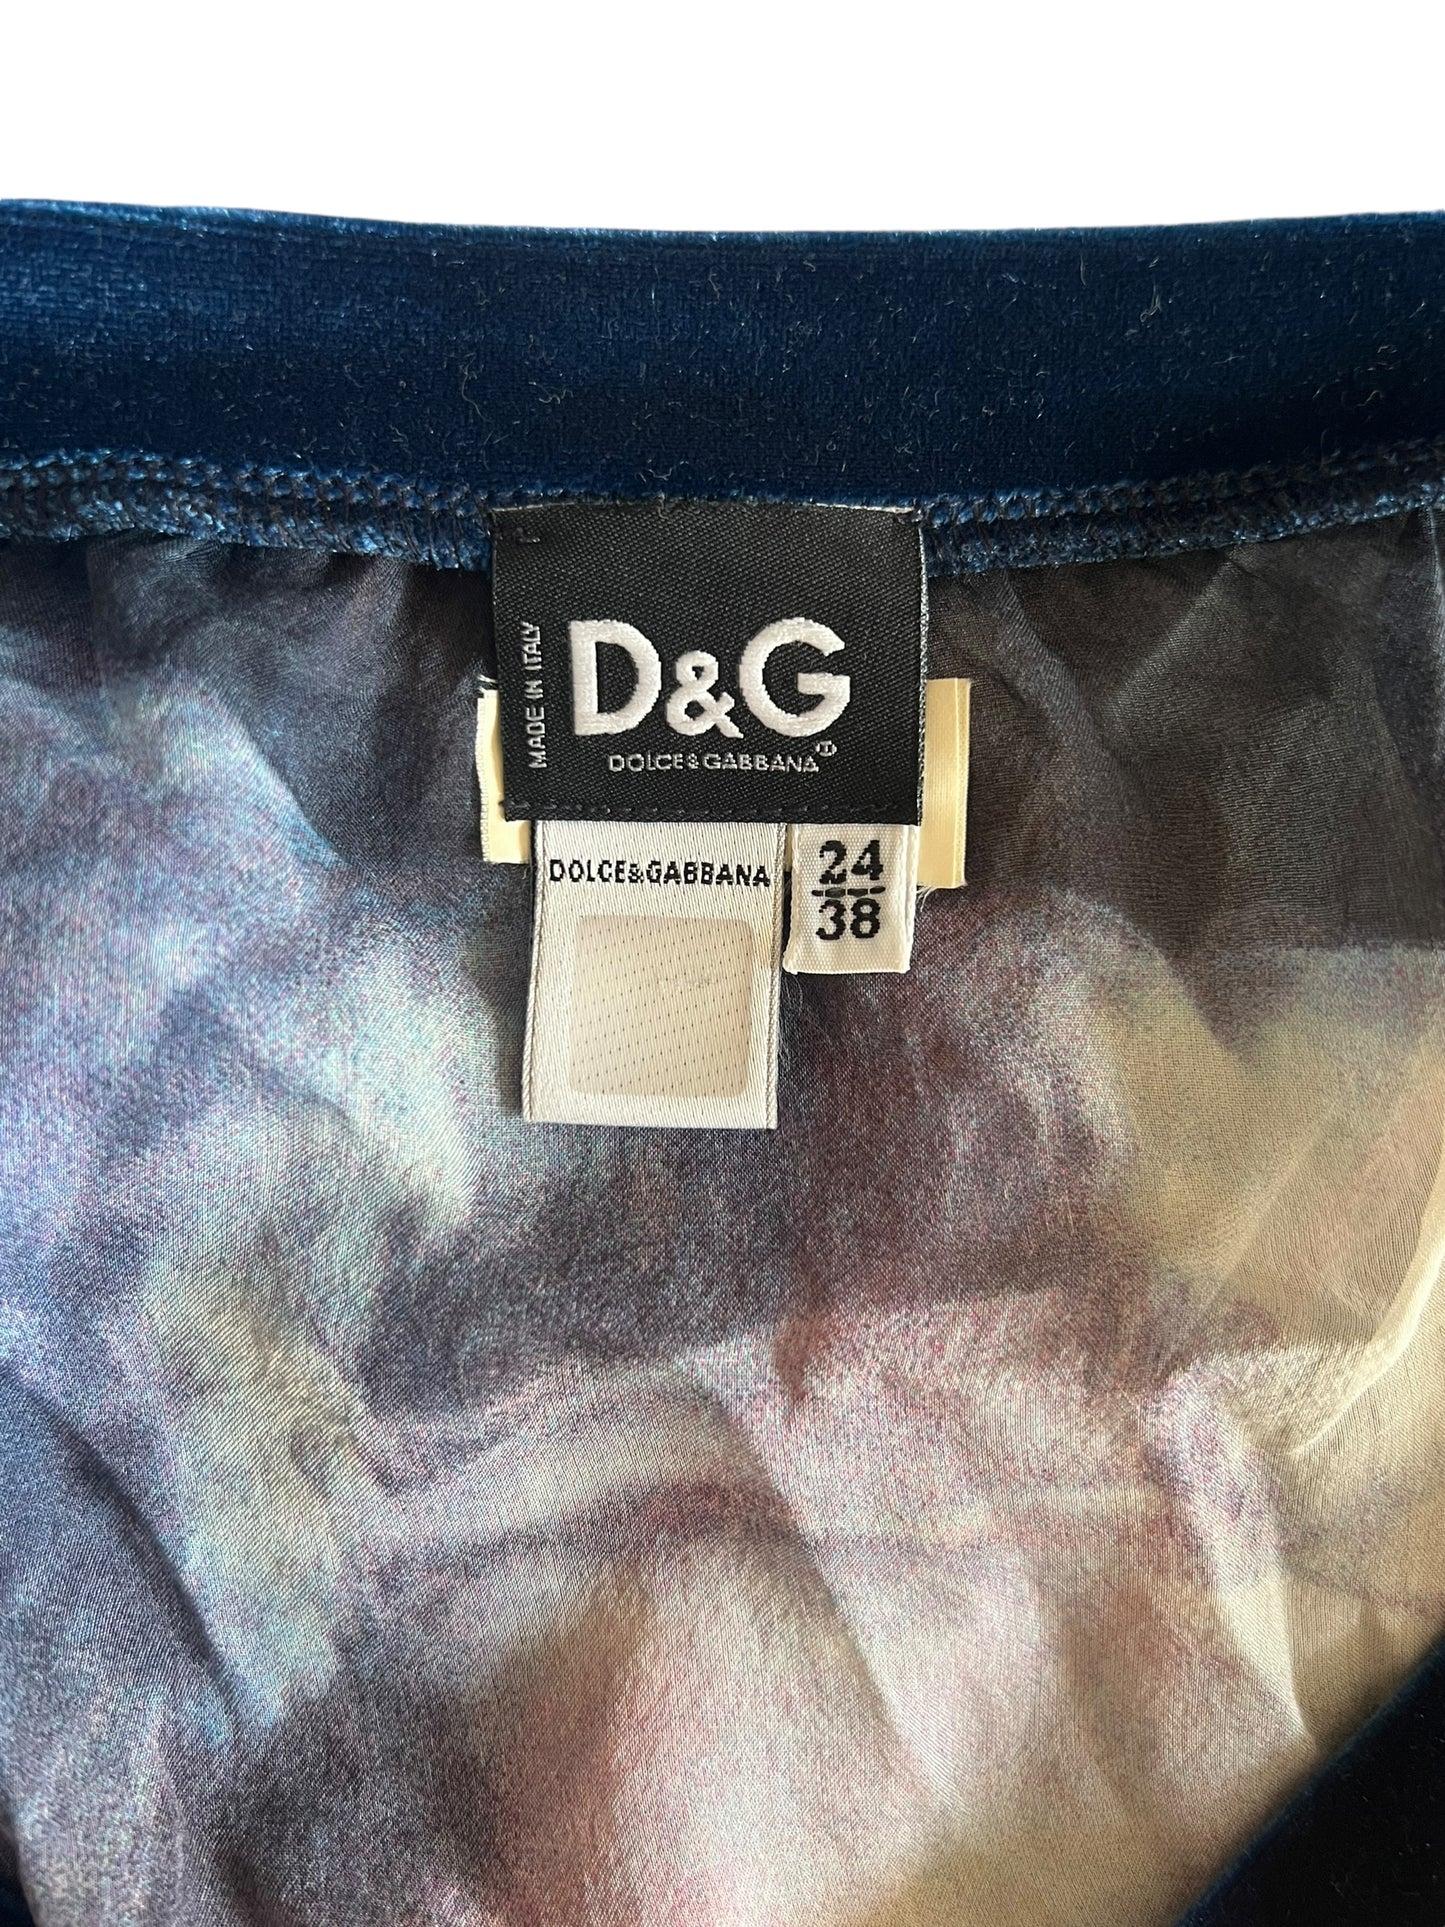 MADE IN ITALY
D&G
DOLCE&GABBANA
DOLCE&GABBANA
24
38